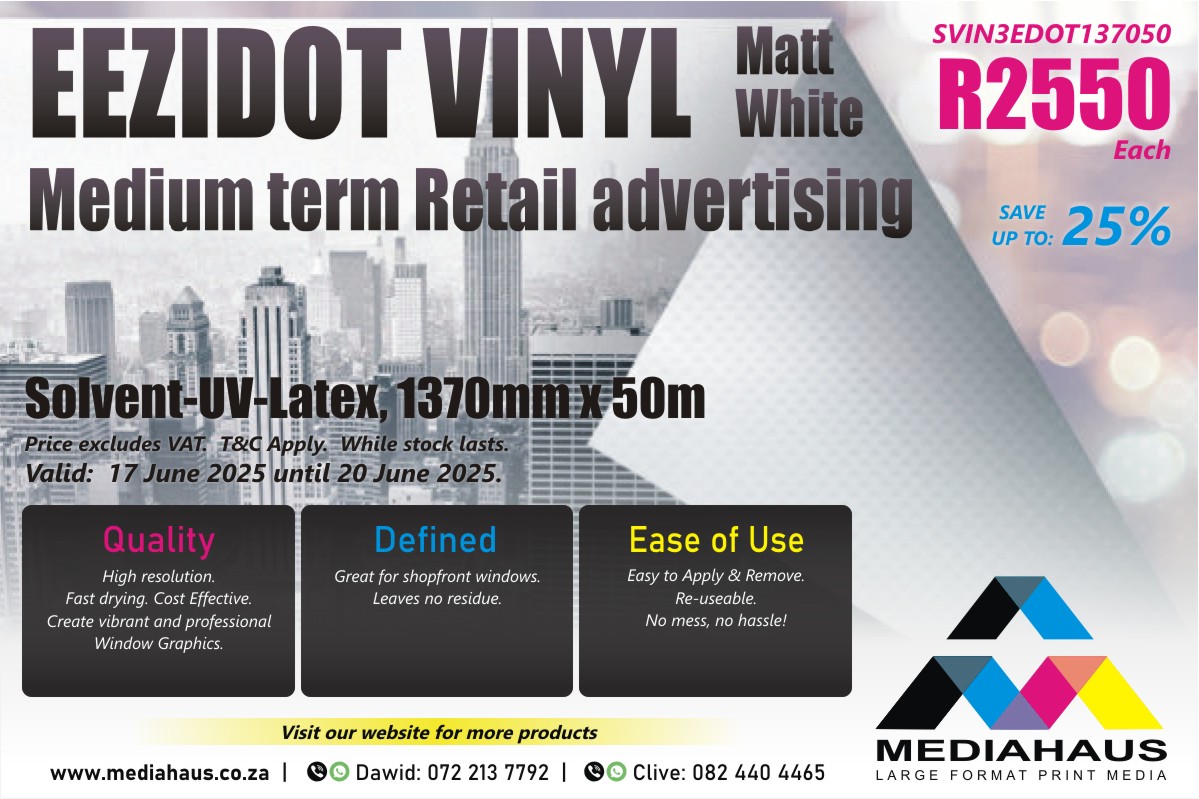 EEZIDOT VINYL
Matt
White
SVIN3EDOT137050
R2550
Each
Medium term Retail advertising
SAVE
UP TO: 25%
Solvent-UV-Latex, 1370mm x 50m
Price excludes VAT.  T&C Apply.  While stock lasts.
Valid:  17 June 2025 until 20 June 2025.
Quality
High resolution.
Fast drying. Cost Effective.
Create vibrant and professional
Window Graphics.
Defined
Great for shopfront windows.
Leaves no residue.
Ease of Use
Easy to Apply & Remove.
Re-useable.
No mess, no hassle!
Visit our website for more products
www.mediahaus.co.za | Dawid: 072 213 7792 | Clive: 082 440 4465
MEDIAHAUS
LARGE FORMAT PRINT MEDIA